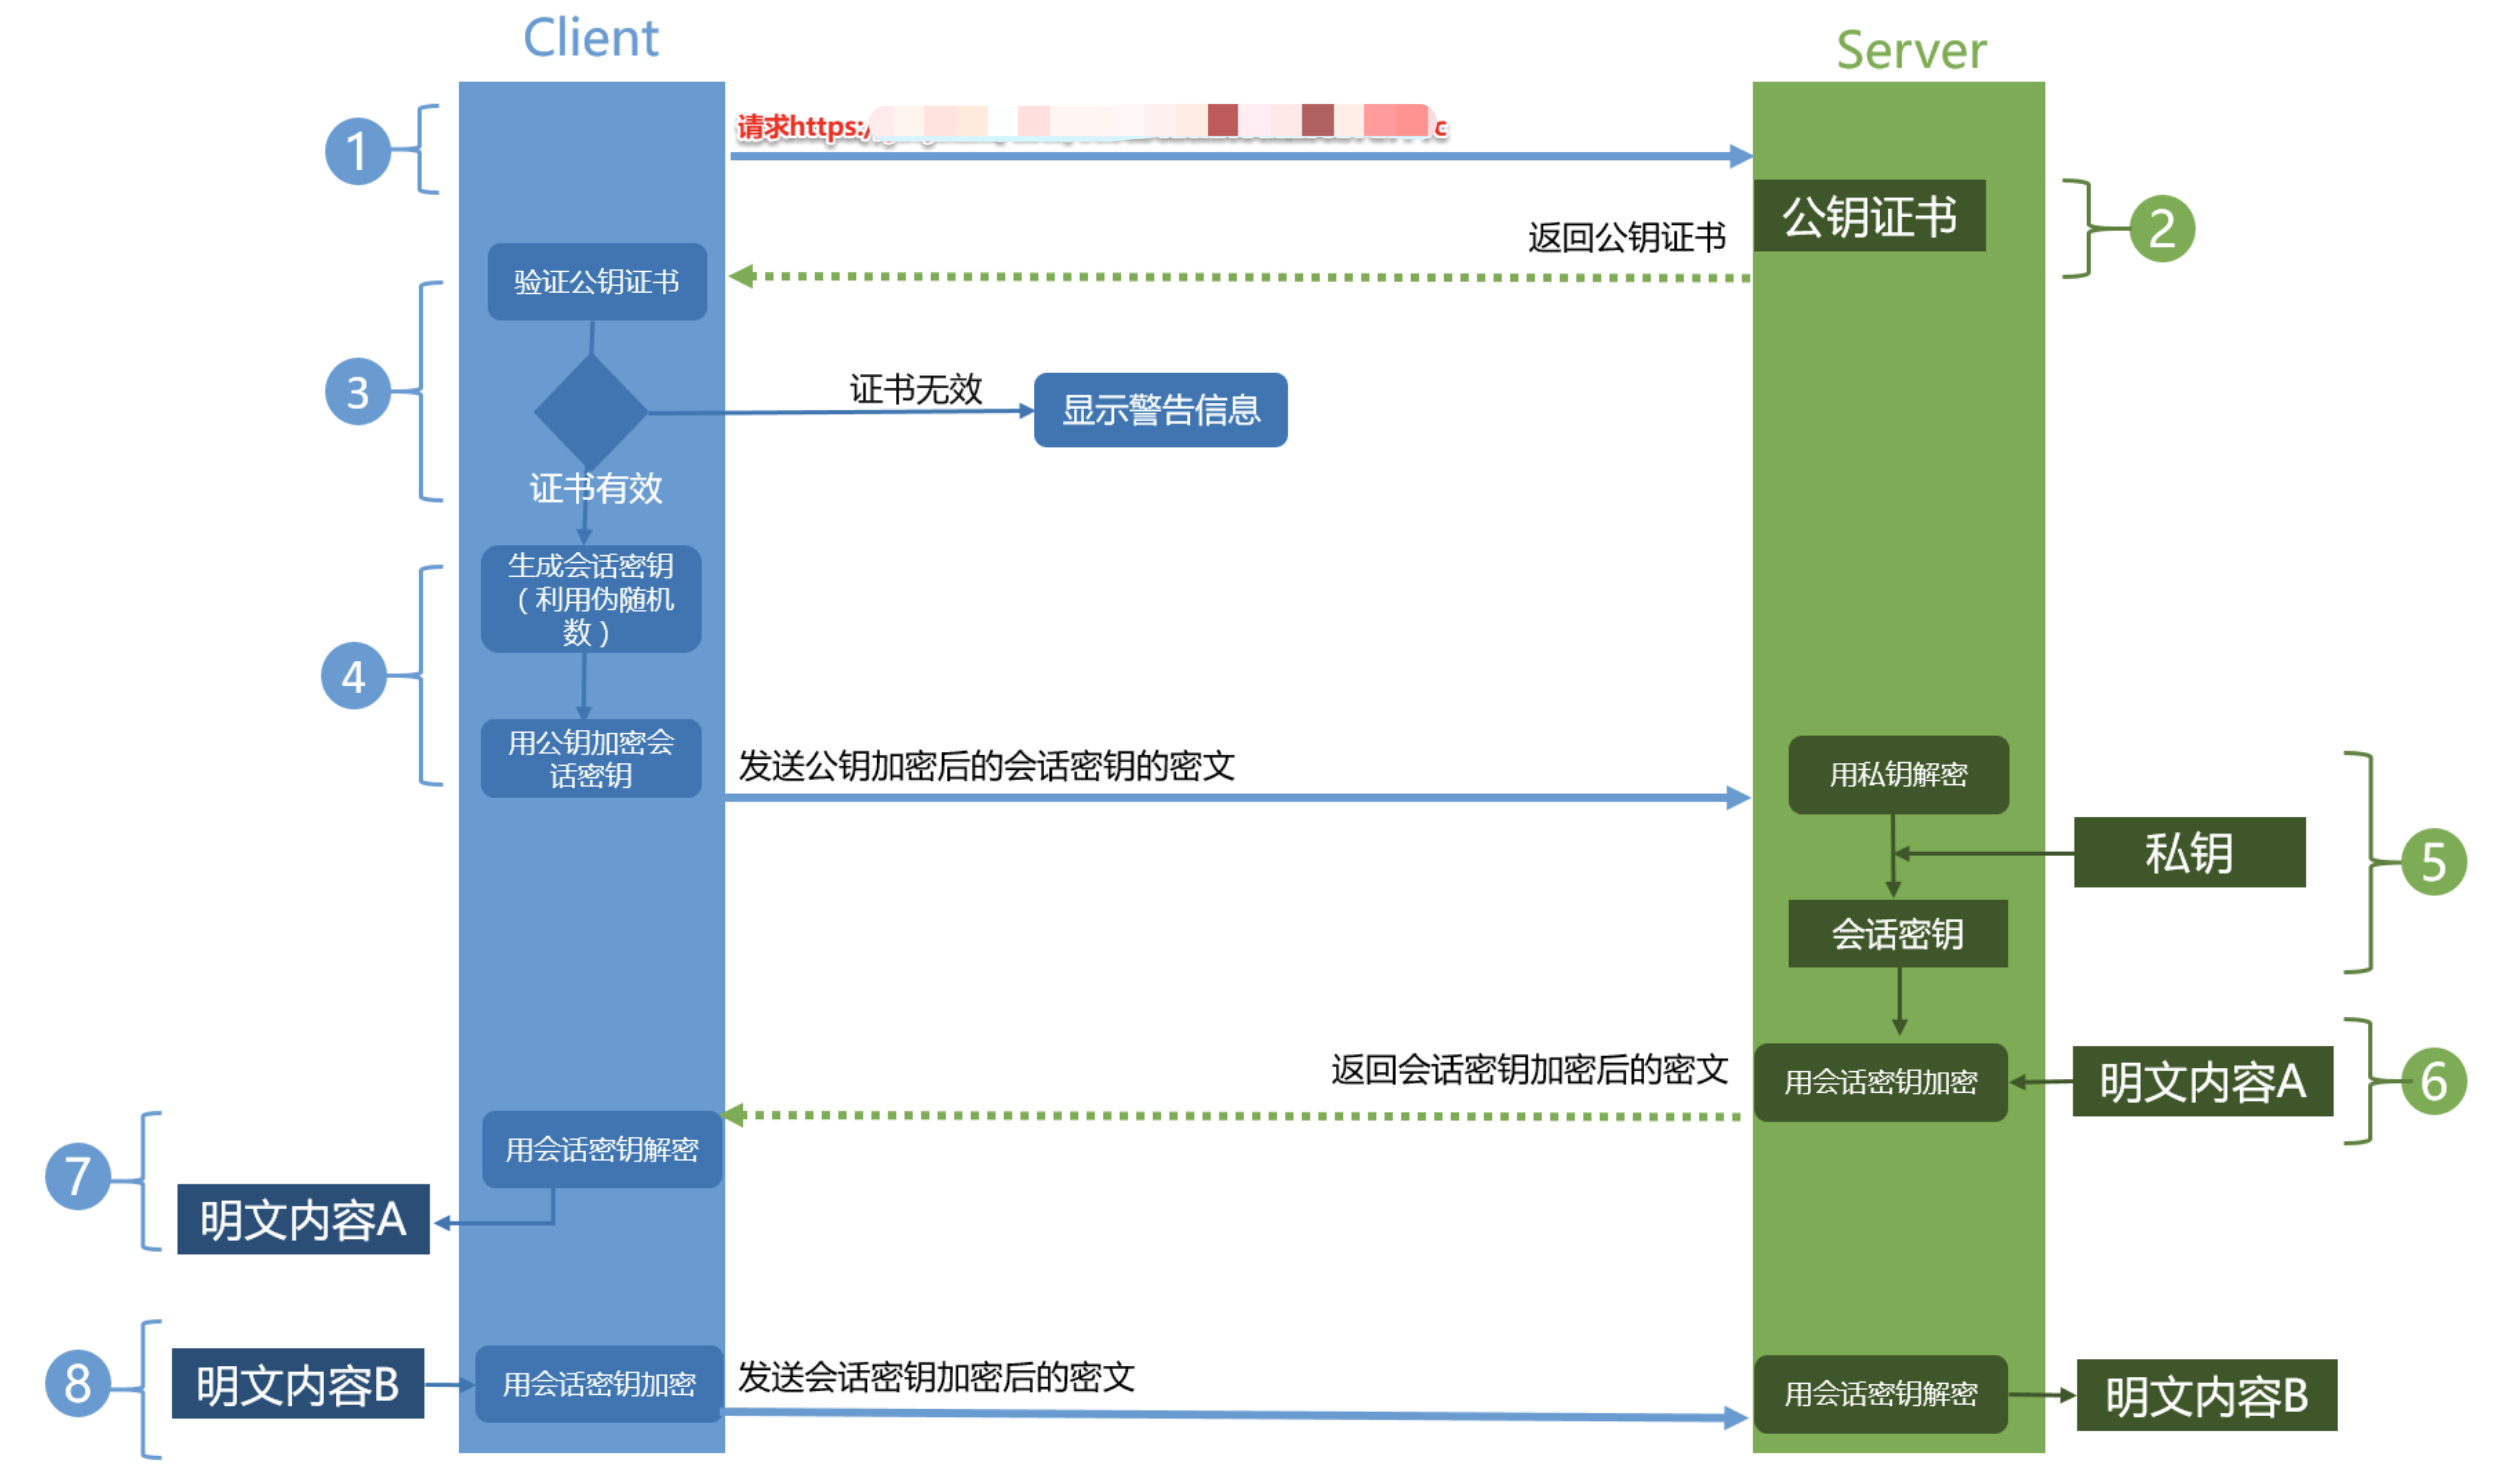 Client
Server
1
请求https:/
c
公钥证书
2
返回公钥证书
验证公钥证书
3
证书无效
显示警告信息
证书有效
生成会话密钥
（利用伪随机
数）
4
用公钥加密会
话密钥
发送公钥加密后的会话密钥的密文
用私钥解密
私钥
5
会话密钥
返回会话密钥加密后的密文
用会话密钥加密
明文内容A
6
用会话密钥解密
7
明文内容A
8
明文内容B
用会话密钥加密
发送会话密钥加密后的密文
用会话密钥解密
明文内容B